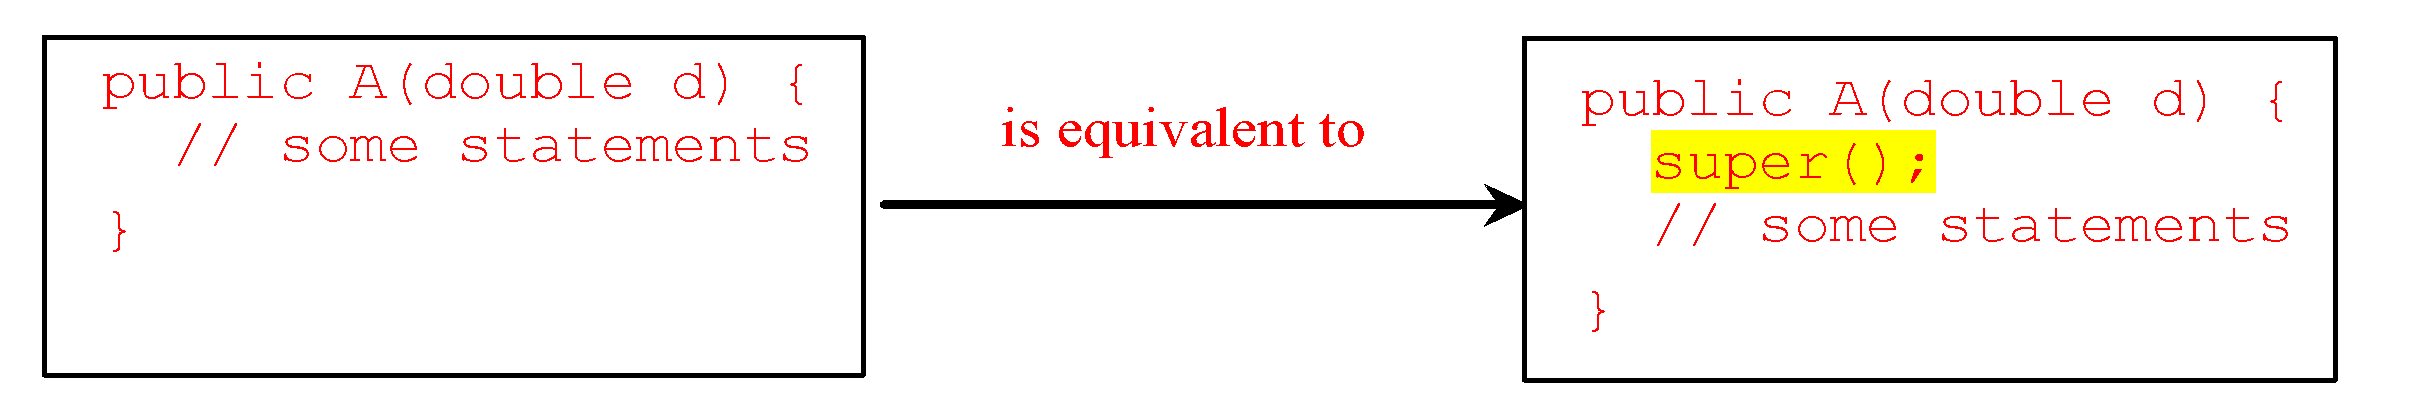 public A(double d) {
  // some statements
}
is equivalent to
public A(double d) {
  super();
  // some statements
}